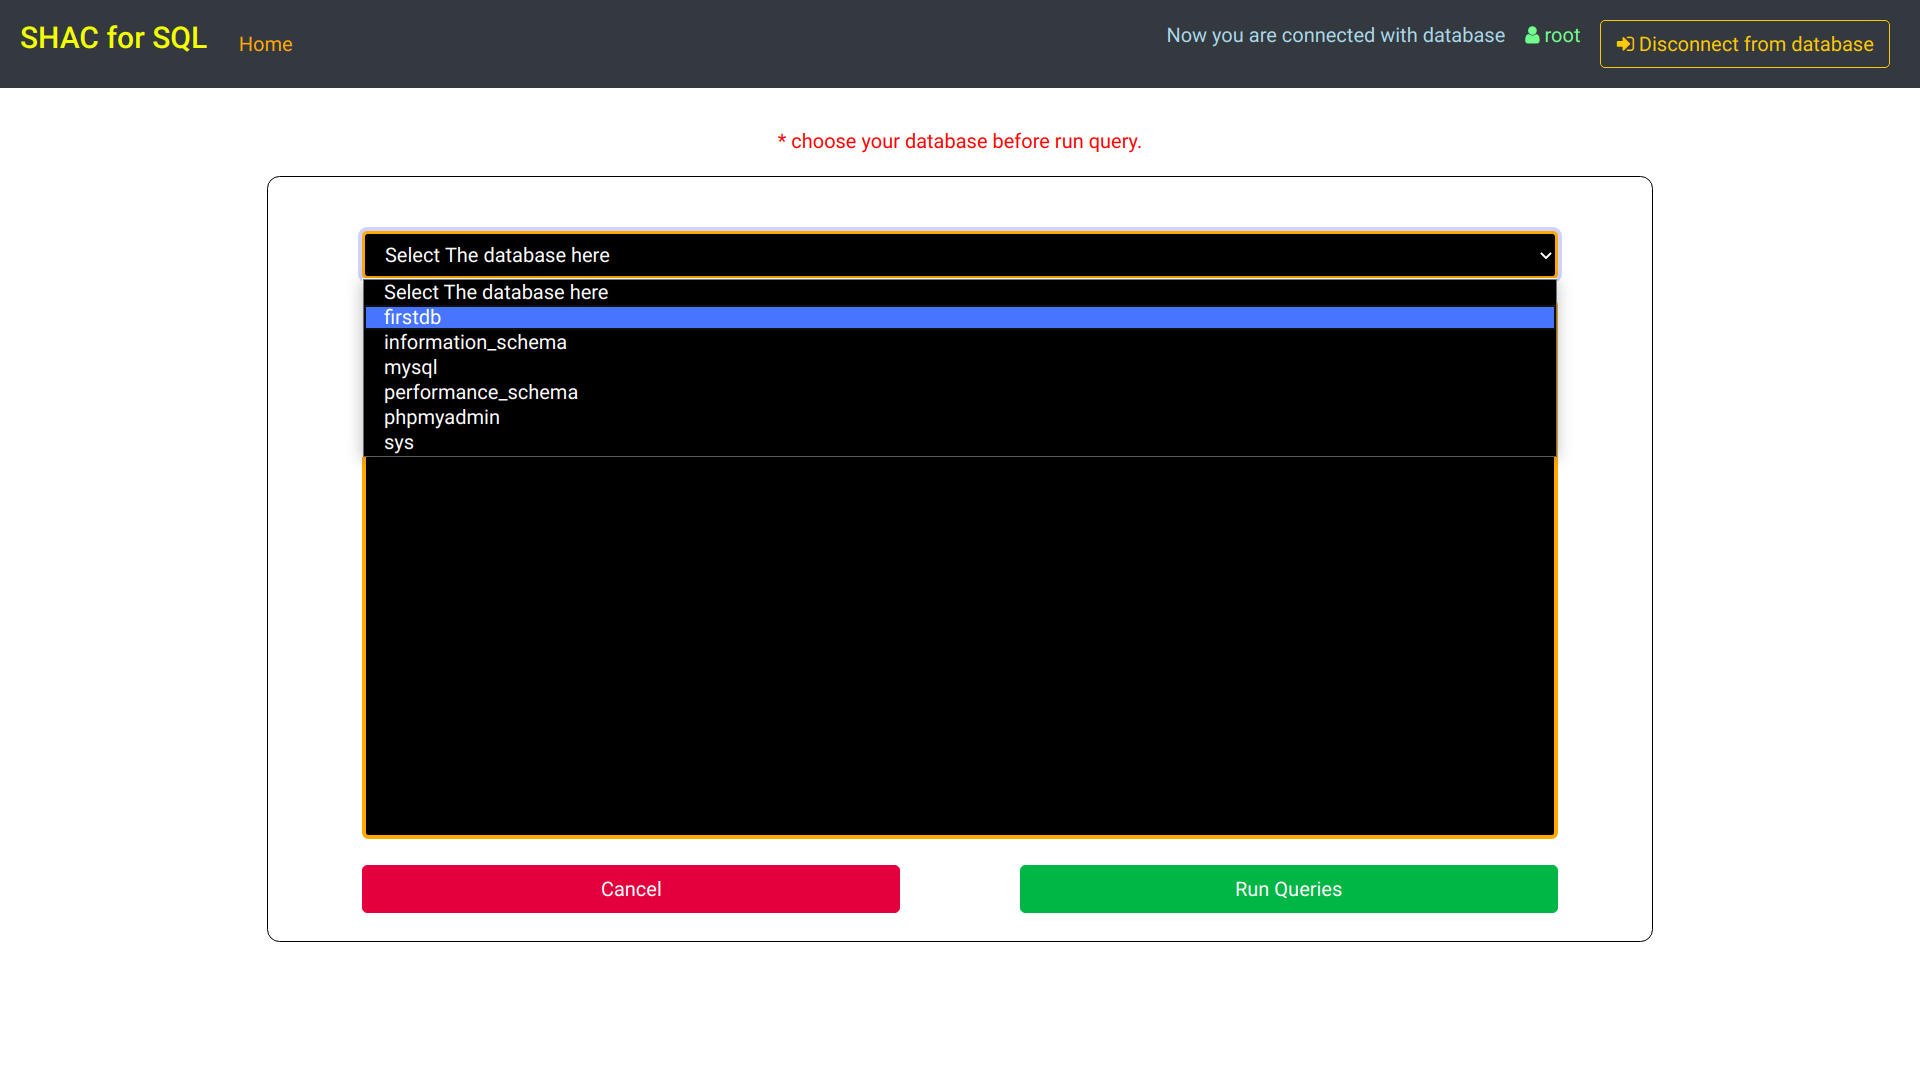 SHAC for SQL
Home
Now you are connected with database
root
Disconnect from database
* choose your database before run query.
Select The database here
Select The database here
firstdb
information_schema
mysql
performance_schema
phpmyadmin
sys
Cancel
Run Queries